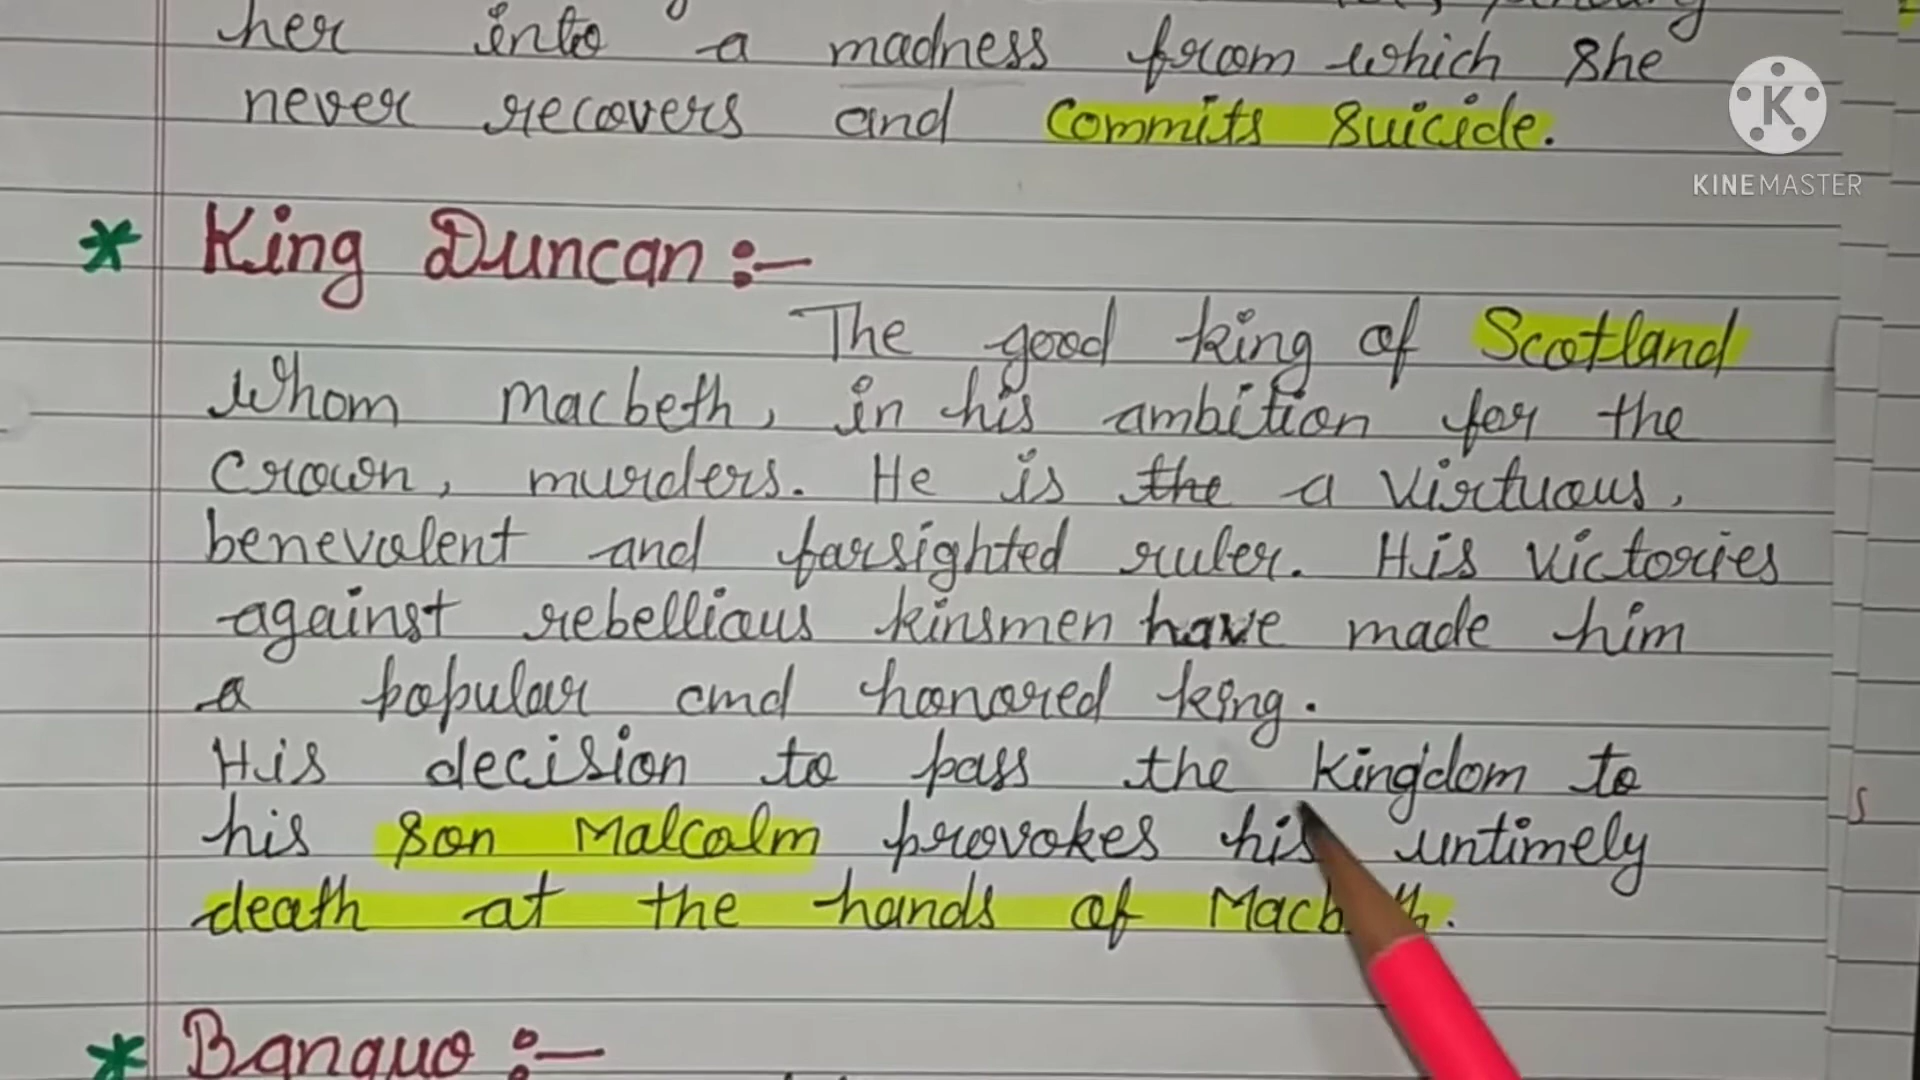 her into a madness from which she
never recovers and commits suicide.
K
KINEMASTER
* King Duncan :-
The good king of Scotland
whom macbeth, in his ambition for the
crown, murders. He is the a virtuous,
benevolent and farsighted ruler. His victories
against rebellious kinsmen have made him
a popular and honored king.
His decision to pass the kingdom to
his son Malcolm provokes his untimely
death at the hands of Macbeth.
* Banquo :-